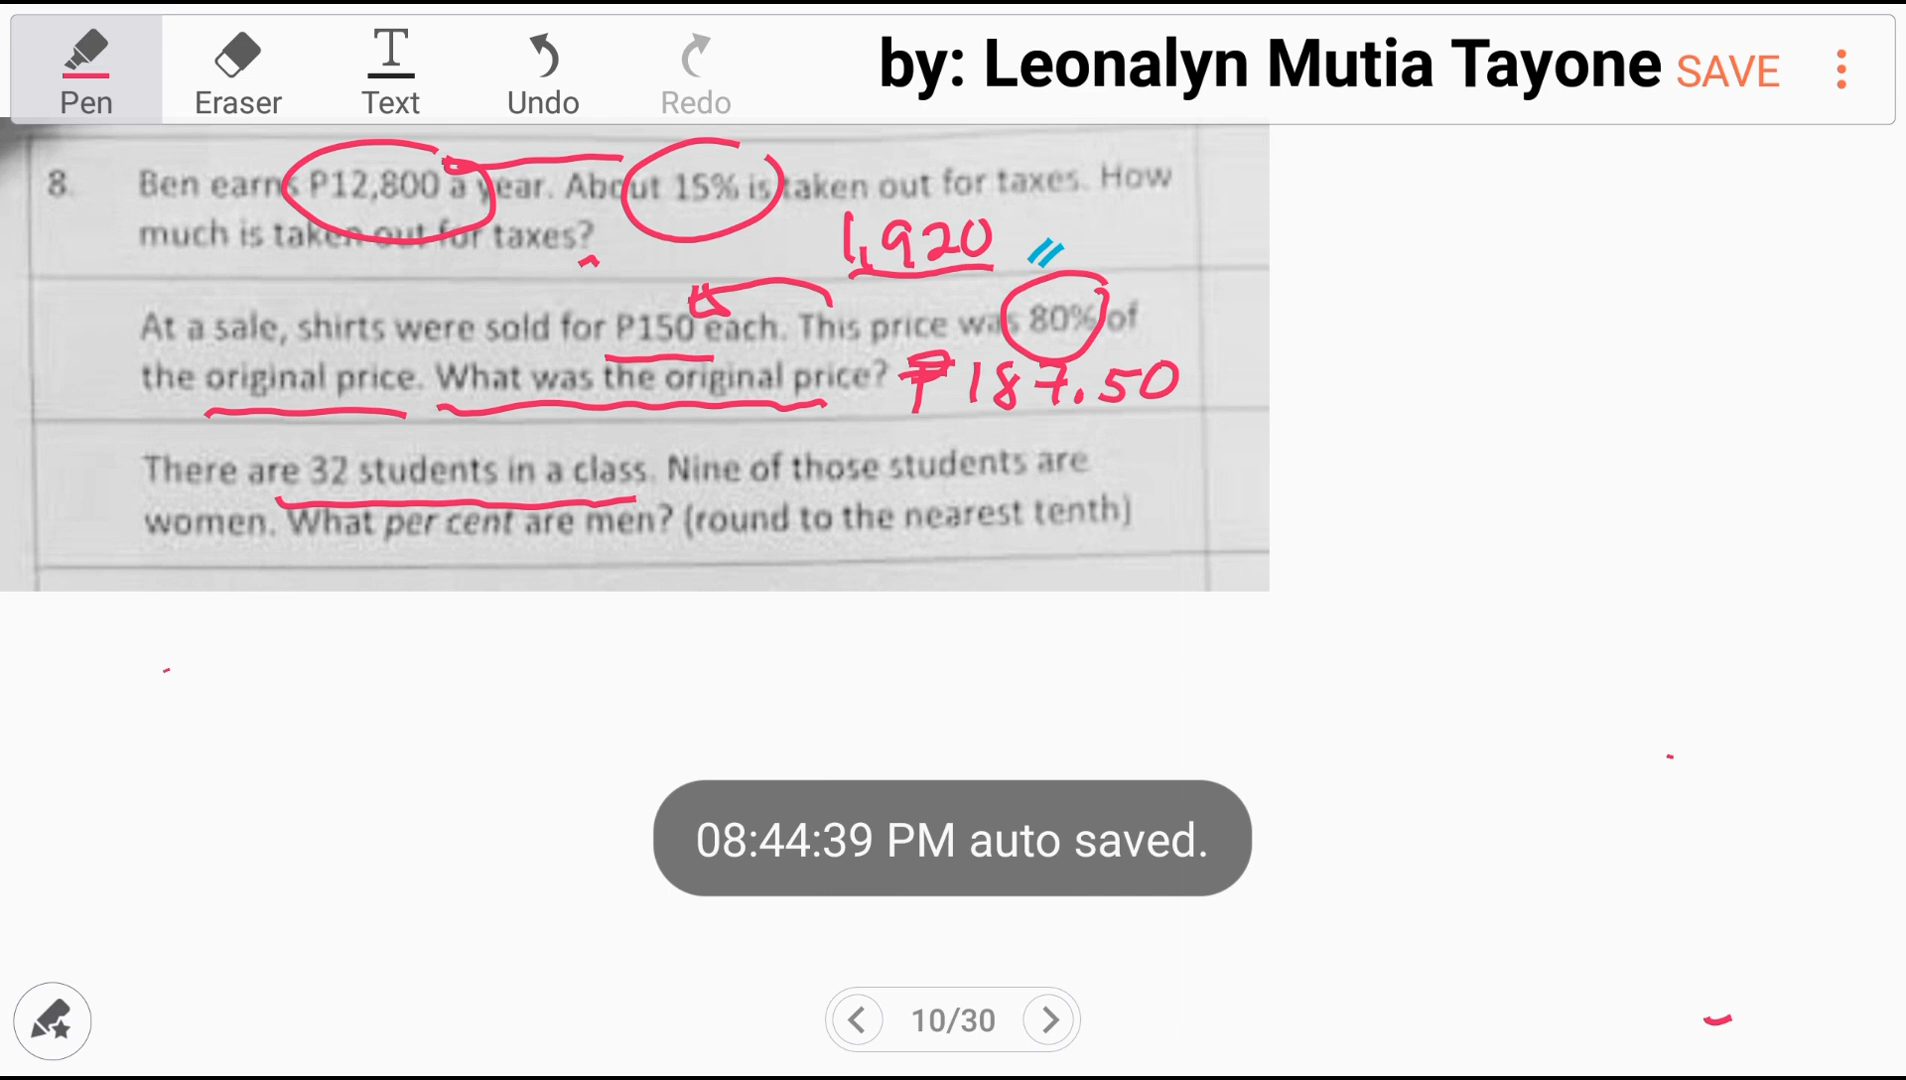 by: Leonalyn Mutia Tayone
SAVE
Pen
Eraser
Text
Undo
Redo
8. Ben earns P12,800 a year. About 15% is taken out for taxes. How
much is taken out for taxes?
1,920
At a sale, shirts were sold for P150 each. This price was 80% of
the original price. What was the original price? ₱187.50
There are 32 students in a class. Nine of those students are
women. What per cent are men? (round to the nearest tenth)
08:44:39 PM auto saved.
10/30